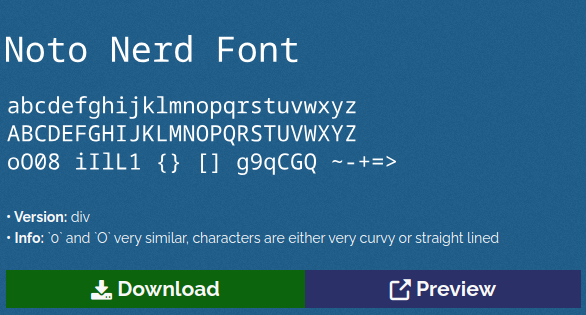 Noto Nerd Font
abcdefghijklmnopqrstuvwxyz
ABCDEFGHIJKLMNOPQRSTUVWXYZ
oO08 iIlL1 {} [] g9qCGQ ~-+=>
• Version: div
• Info: `0` and `O` very similar, characters are either very curvy or straight lined
Download Preview